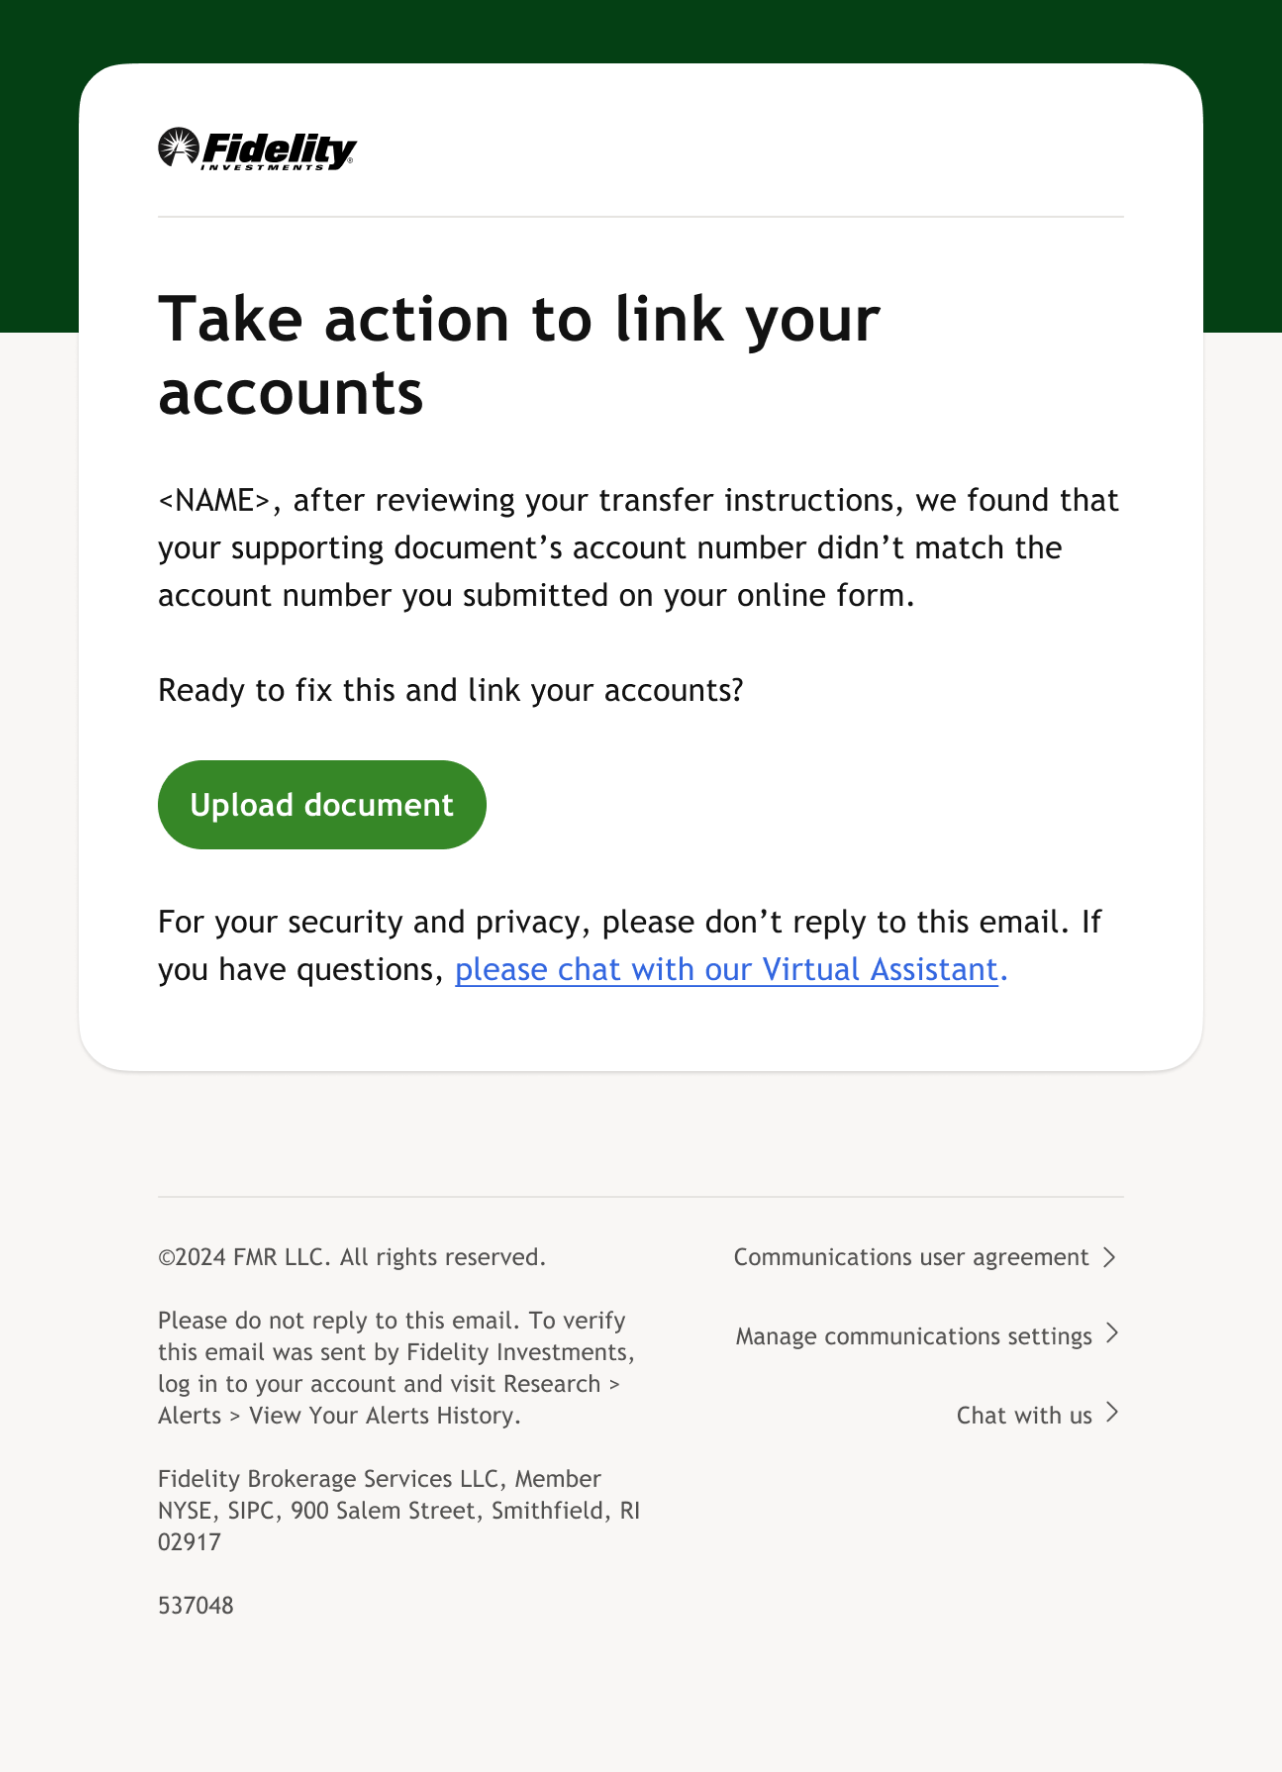 Fidelity
INVESTMENTS®
Take action to link your
accounts
<NAME>, after reviewing your transfer instructions, we found that
your supporting document’s account number didn’t match the
account number you submitted on your online form.
Ready to fix this and link your accounts?
Upload document
For your security and privacy, please don’t reply to this email. If
you have questions, please chat with our Virtual Assistant.
©2024 FMR LLC. All rights reserved.
Please do not reply to this email. To verify
this email was sent by Fidelity Investments,
log in to your account and visit Research >
Alerts > View Your Alerts History.
Fidelity Brokerage Services LLC, Member
NYSE, SIPC, 900 Salem Street, Smithfield, RI
02917
537048
Communications user agreement >
Manage communications settings >
Chat with us >